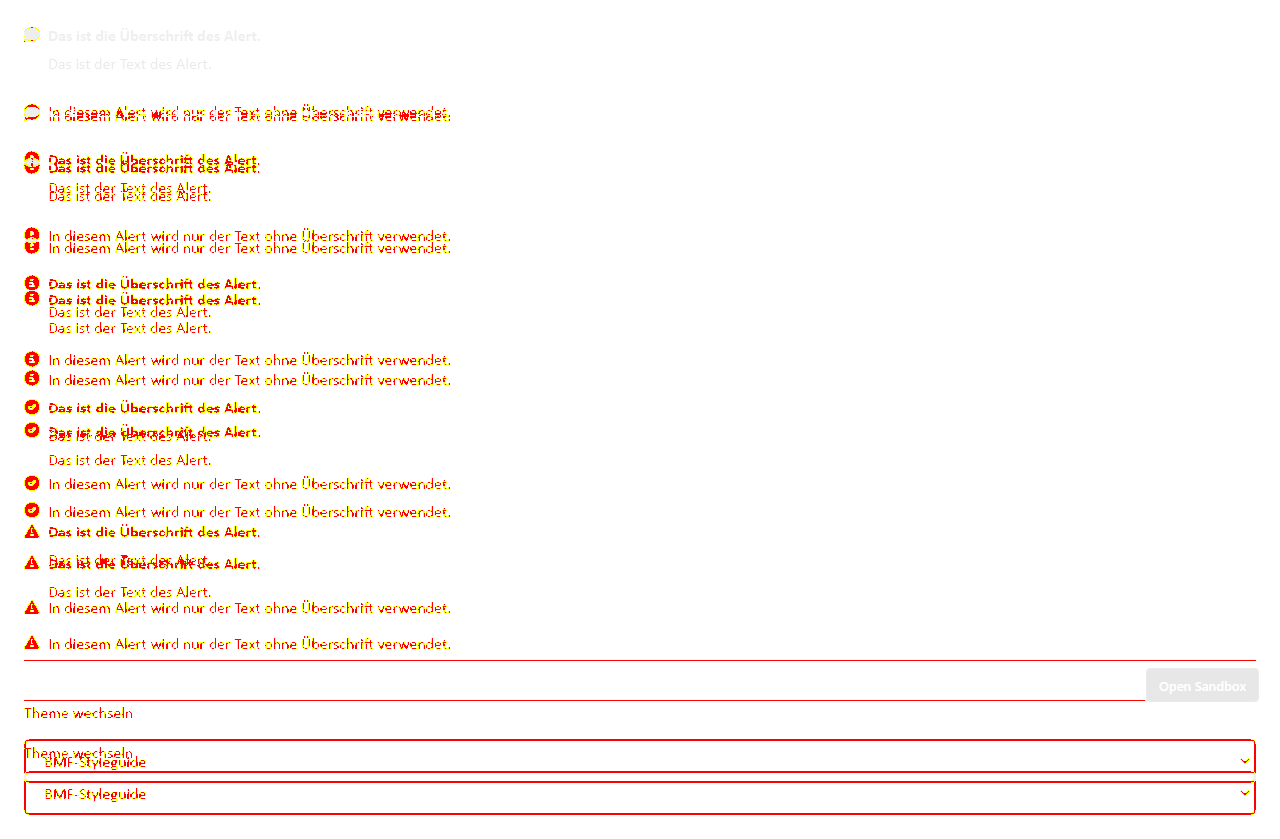 Das ist die Überschrift des Alert.
Das ist der Text des Alert.
In diesem Alert wird nur der Text ohne Überschrift verwendet.
In diesem Alert wird nur der Text ohne Überschrift verwendet.
Das ist die Überschrift des Alert.
Das ist die Überschrift des Alert.
Das ist der Text des Alert.
Das ist der Text des Alert.
In diesem Alert wird nur der Text ohne Überschrift verwendet.
In diesem Alert wird nur der Text ohne Überschrift verwendet.
Das ist die Überschrift des Alert.
Das ist die Überschrift des Alert.
Das ist der Text des Alert.
Das ist der Text des Alert.
In diesem Alert wird nur der Text ohne Überschrift verwendet.
In diesem Alert wird nur der Text ohne Überschrift verwendet.
Das ist die Überschrift des Alert.
Das ist die Überschrift des Alert.
Das ist der Text des Alert.
Das ist der Text des Alert.
In diesem Alert wird nur der Text ohne Überschrift verwendet.
In diesem Alert wird nur der Text ohne Überschrift verwendet.
Das ist die Überschrift des Alert.
Das ist der Text des Alert.
Das ist die Überschrift des Alert.
Das ist der Text des Alert.
In diesem Alert wird nur der Text ohne Überschrift verwendet.
In diesem Alert wird nur der Text ohne Überschrift verwendet.
Open Sandbox
Theme wechseln
Theme wechseln
BMF-Styleguide
BMF-Styleguide